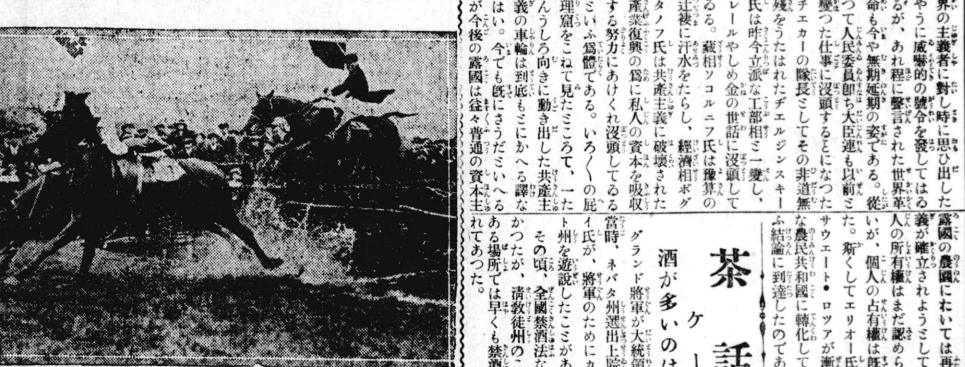 界の主義者に對し時に思ひ出した
やうに威嚇的の號令を發してはゐ
るが、あれ程に聲言された世界革
命も今や無期延期の姿である。從
つて人民委員卽ち大臣連も以前と
變つた仕事に沒頭することになつた
チエカーの隊長としてその非道無
殘をうたはれたヂエルジンスキー
氏は昨今立派な工部相と一變し、
レールやしめ金の世話に沒頭して
ゐる。藏相ソコルニフ氏は豫算の
辻褄に汗水をたらし、經濟相ボグ
タノフ氏は共產主義に破壞された
產業復興の爲に私人の資本を吸收
する努力にあけくれ沒頭してゐる
といふ爲體である。いろ〳〵の屁
理窟をこねて見たところで、一た
んうしろ向きに動き出した共產主
義の車輪は到底もとにかへる譯な
はい。今でも旣にさうだといへる
が今後の露國は益々普通の資本主
露國の農國にたいては再
義が確立されようとして
人の所有權はまだ認めら
いが、個人の占有權は旣
た。斯くしてエリオー氏
サウエート・ロツアが漸
な農民共和國に轉化して
ふ結論に到達したのであ
茶話
ケー
酒が多いのは
グランド將軍が大統領
當時、ネバタ州選出上院
イ氏が、將軍のためにカ
ト州を遊說したことがあ
その頃、全國禁酒法な
かつたが、淸敎徒州のこ
ある場所では早くも禁酒
れてあつた。